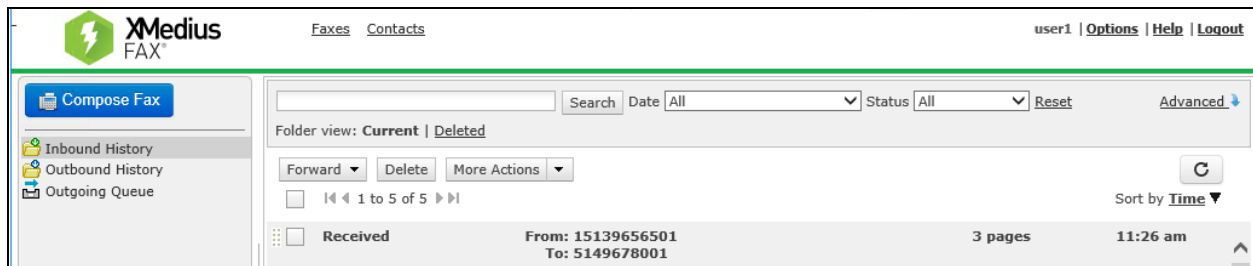 XMedius
FAX®
Faxes Contacts
user1 | Options | Help | Logout
Compose Fax
Inbound History
Outbound History
Outgoing Queue
Search Date All Status All Reset Advanced
Folder view: Current | Deleted
Forward Delete More Actions
1 to 5 of 5
Sort by Time
Received From: 15139656501 3 pages 11:26 am
To: 5149678001